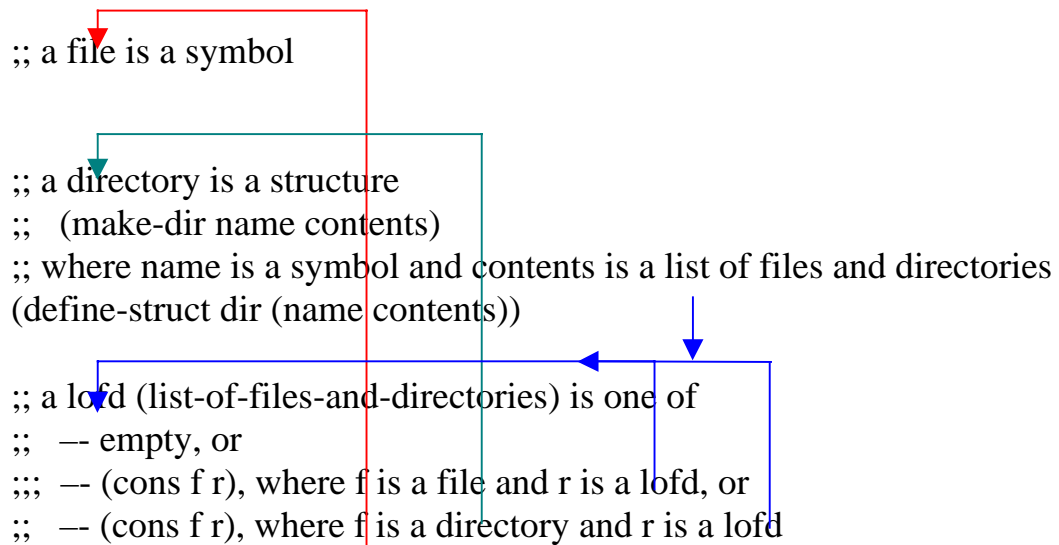 ;; a file is a symbol
;; a directory is a structure
;; (make-dir name contents)
;; where name is a symbol and contents is a list of files and directories
(define-struct dir (name contents))
;; a lofd (list-of-files-and-directories) is one of
;; –- empty, or
;;; –- (cons f r), where f is a file and r is a lofd, or
;; –- (cons f r), where f is a directory and r is a lofd